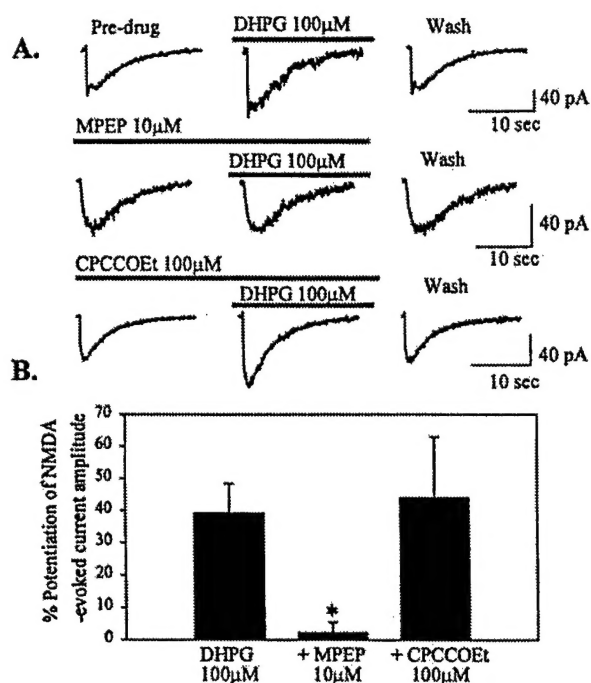 A.
Pre-drug
DHPG 100μM
Wash
40 pA
10 sec
MPEP 10μM
DHPG 100μM
Wash
40 pA
10 sec
CPCCOEt 100μM
DHPG 100μM
Wash
40 pA
10 sec
B.
% Potentiation of NMDA
-evoked current amplitude
70
60
50
40
30
20
10
0
*
DHPG
100μM
+ MPEP
10μM
+ CPCCOEt
100μM